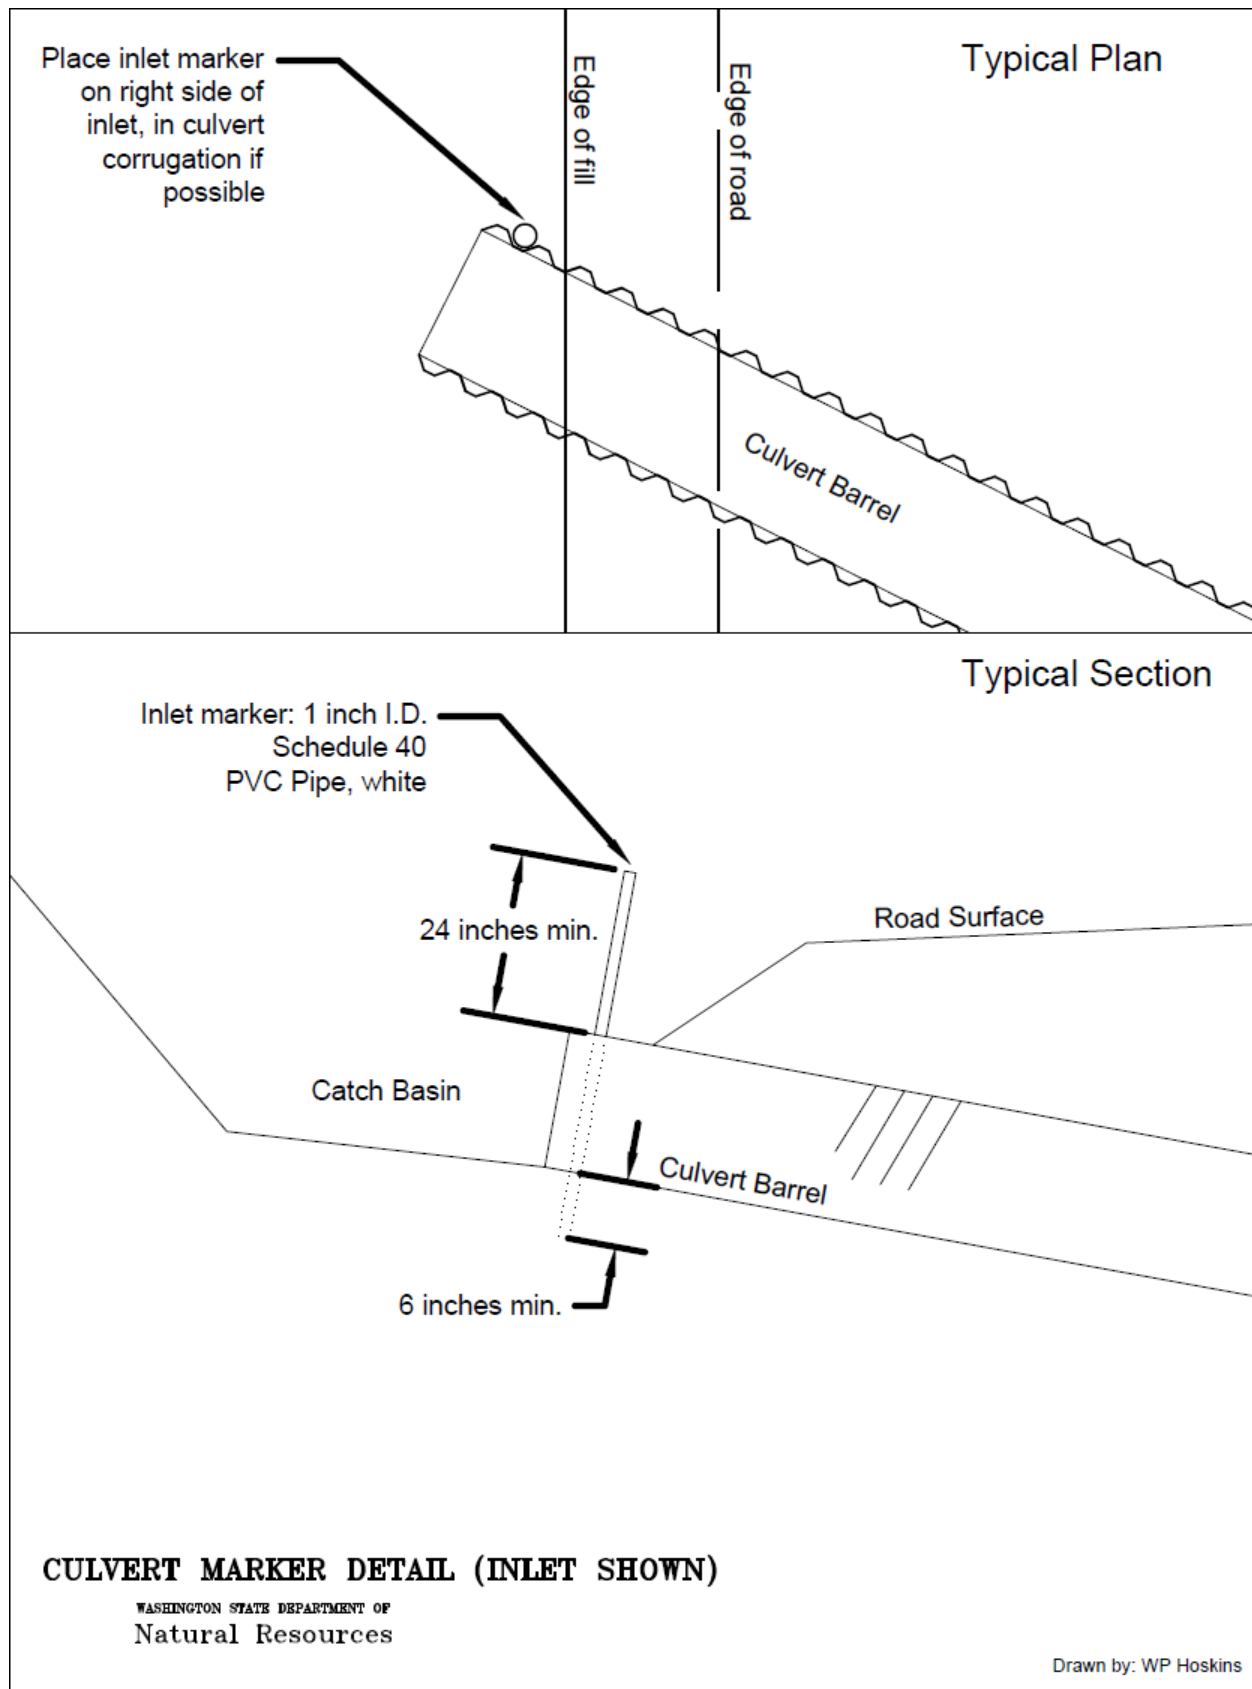 Typical Plan
Place inlet marker
on right side of
inlet, in culvert
corrugation if
possible
Edge of fill
Edge of road
Culvert Barrel
Typical Section
Inlet marker: 1 inch I.D.
Schedule 40
PVC Pipe, white
24 inches min.
Road Surface
Catch Basin
Culvert Barrel
6 inches min.
CULVERT MARKER DETAIL (INLET SHOWN)
WASHINGTON STATE DEPARTMENT OF
Natural Resources
Drawn by: WP Hoskins